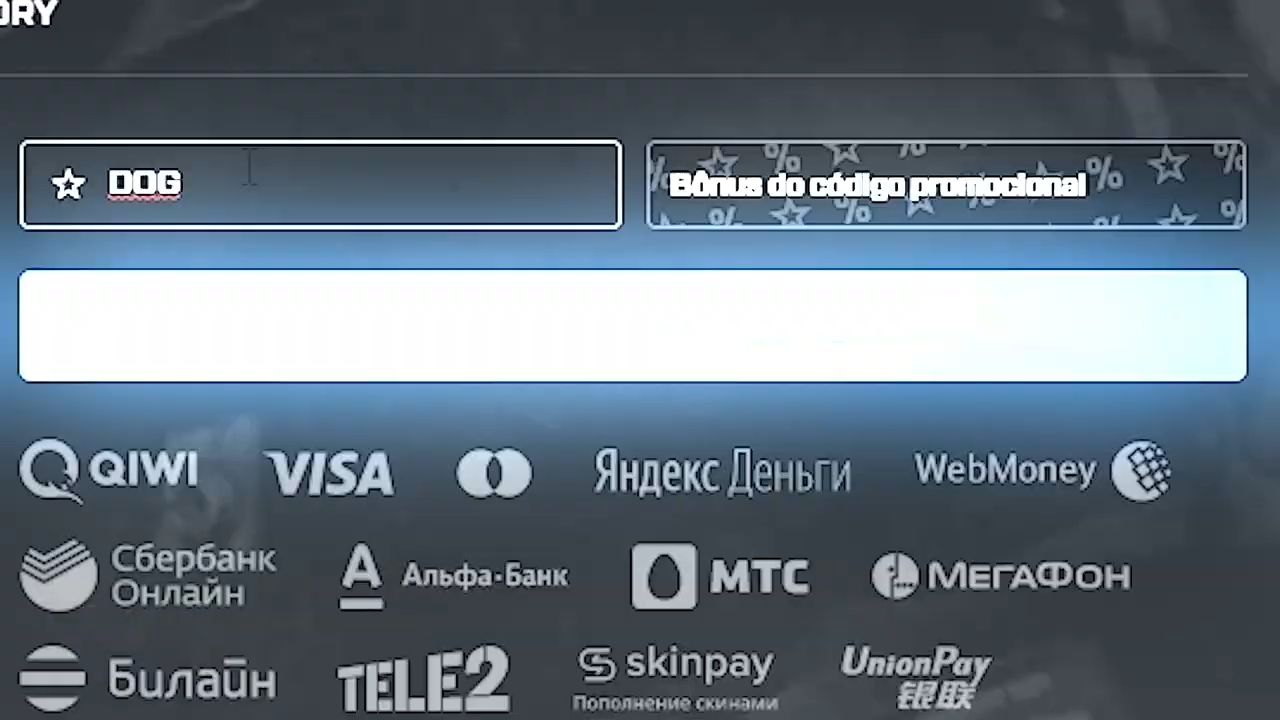 ORY
DOG
Bônus do código promocional
QIWI
VISA
Яндекс Деньги
WebMoney
Сбербанк
Онлайн
Альфа·Банк
МТС
МЕГАФОН
Билайн
TELE2
skinpay
Пополнение скинами
UnionPay
银联